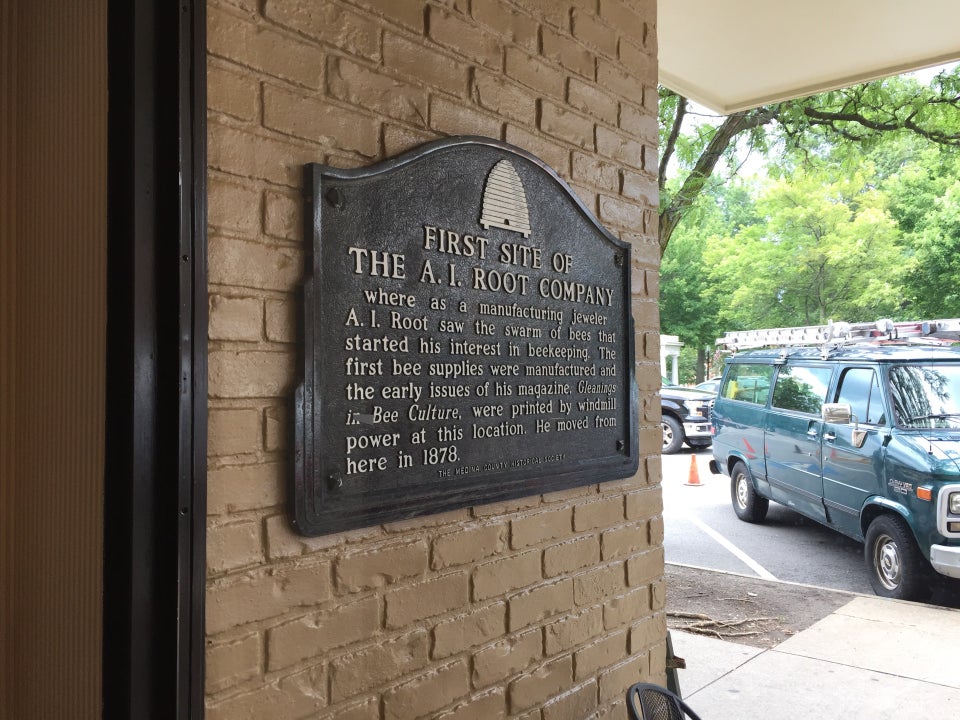 FIRST SITE OF
THE A. I. ROOT COMPANY
where as a manufacturing jeweler
A. I. Root saw the swarm of bees that
started his interest in beekeeping. The
first bee supplies were manufactured and
the early issues of his magazine, Gleanings
in Bee Culture, were printed by windmill
power at this location. He moved from
here in 1878.
THE MEDINA COUNTY HISTORICAL SOCIETY